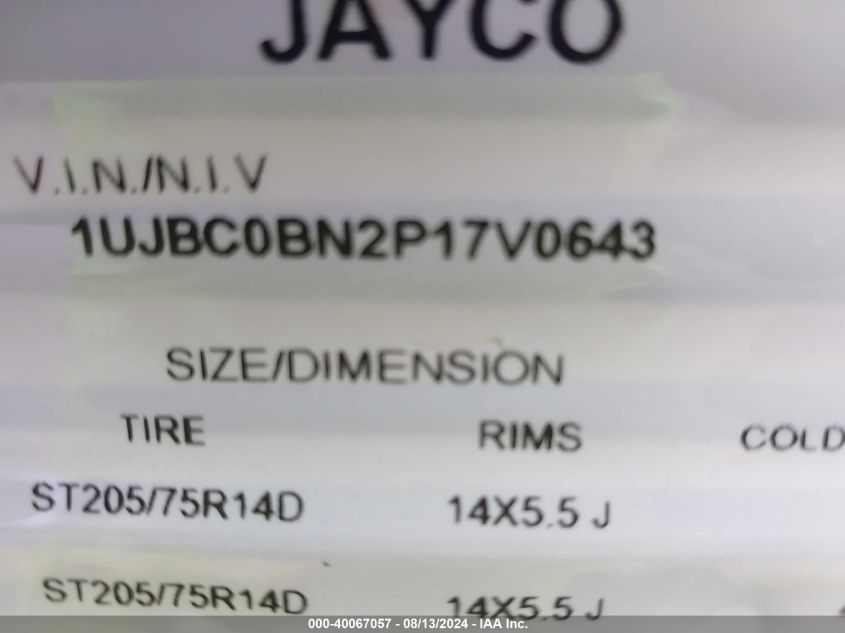 JAYCO
V.I.N./N.I.V
1UJBC0BN2P17V0643
SIZE/DIMENSION
TIRE RIMS COLD
ST205/75R14D 14X5.5 J
ST205/75R14D 14X5.5 J
000-40067057 - 08/13/2024 - IAA Inc.